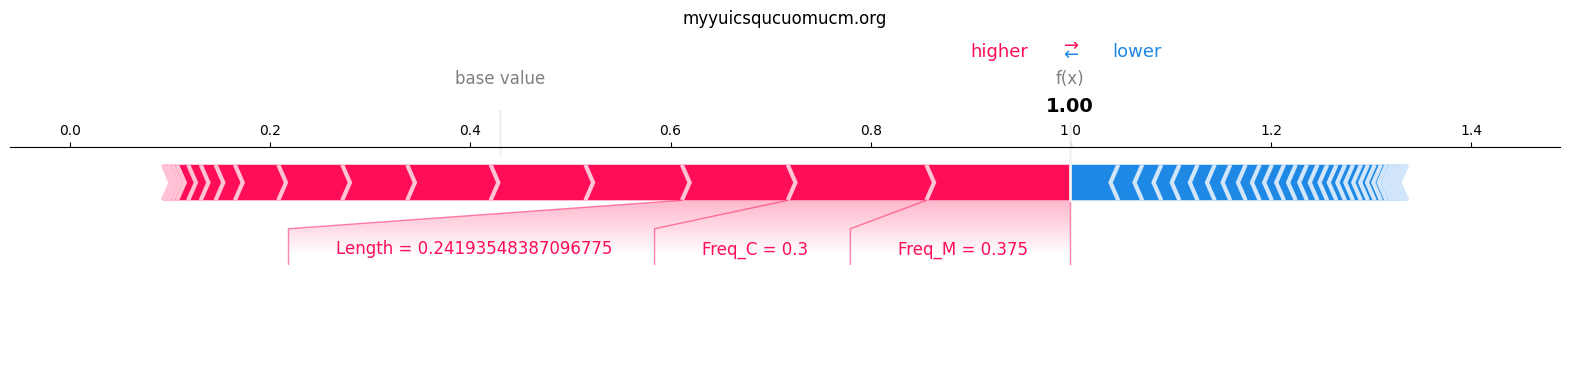 myyuicsqucuomucm.org
higher ⇄ lower
base value f(x)
1.00
0.0 0.2 0.4 0.6 0.8 1.0 1.2 1.4
Length = 0.24193548387096775 Freq_C = 0.3 Freq_M = 0.375